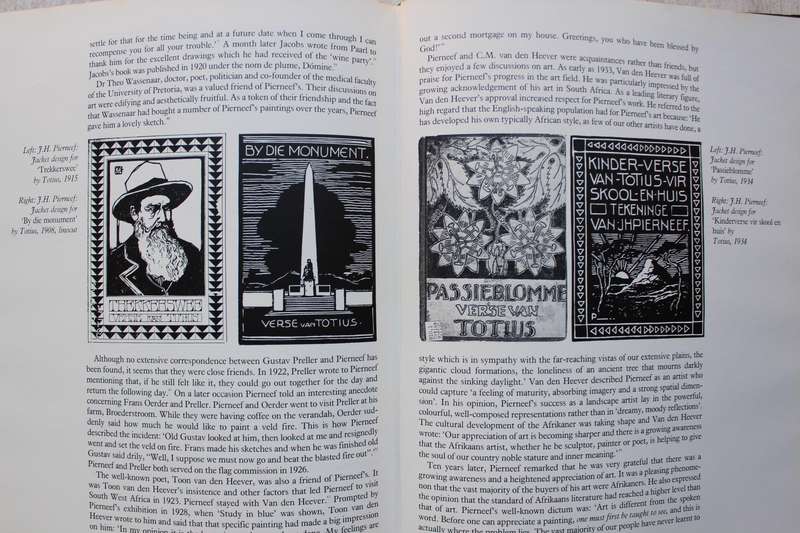 settle for that for the time being and at a future date when I come through I can
recompense you for all your trouble.' A month later Jacobs wrote from Paarl to
thank him for the excellent drawings which he had received of the 'wine party'.
Jacobs's book was published in 1920 under the nom de plume, Dómine.
Dr Theo Wassenaar, doctor, poet, politician and co-founder of the medical faculty
of the University of Pretoria, was a valued friend of Pierneef's. Their discussions on
art were edifying and aesthetically fruitful. As a token of their friendship and the fact
that Wassenaar had bought a number of Pierneef's paintings over the years, Pierneef
gave him a lovely sketch.
Left: J.H. Pierneef:
Jacket design for
'Trekkerswee'
by Totius, 1915
Right: J.H. Pierneef:
Jacket design for
'By die monument'
by Totius, 1908, linocut
TREKKERSWEE
VERSE VAN TOTIUS
BY DIE MONUMENT.
VERSE VAN TOTIUS.
Although no extensive correspondence between Gustav Preller and Pierneef has
been found, it seems that they were close friends. In 1922, Preller wrote to Pierneef
mentioning that, if he still felt like it, they could go out together for the day and
return the following day. On a later occasion Pierneef told an interesting anecdote
concerning Frans Oerder and Preller. Pierneef and Oerder went to visit Preller at his
farm, Broederstroom. While they were having coffee on the verandah, Oerder sud-
denly said how much he would like to paint a veld fire. This is how Pierneef
described the incident: 'Old Gustav looked at him, then looked at me and resignedly
went and set the veld on fire. Frans made his sketches and when he was finished old
Gustav said drily, "Well, I suppose we must now go and beat the blasted fire out".'
Pierneef and Preller both served on the flag commission in 1926.
The well-known poet, Toon van den Heever, was also a friend of Pierneef's. It
was Toon van den Heever's insistence and other factors that led Pierneef to visit
South West Africa in 1923. Pierneef stayed with Van den Heever. Prompted by
Pierneef's exhibition in 1928, when 'Study in blue' was shown, Toon van den
Heever wrote to him and said that that specific painting had made a big impression
on him: 'In my opinion it is done. My feelings are
out a second mortgage on my house. Greetings, you who have been blessed by
God!'
Pierneef and C.M. van den Heever were acquaintances rather than friends, but
they enjoyed a few discussions on art. As early as 1933, Van den Heever was full of
praise for Pierneef's progress in the art field. He was particularly impressed by the
growing acknowledgement of his art in South Africa. As a leading literary figure,
Van den Heever's approval increased respect for Pierneef's work. He referred to the
high regard that the English-speaking population had for Pierneef's art because: 'He
has developed his own typically African style, as few of our other artists have done, a
PASSIEBLOMME
VERSE VAN
TOTIUS
KINDER-VERSE
VAN-TOTIUS-VIR
SKOOL-EN-HUIS
TEKENINGE
VAN JH PIERNEEF.
Left: J.H. Pierneef:
Jacket design for
'Passieblomme'
by Totius, 1934
Right: J.H. Pierneef:
Jacket design for
'Kinderverse vir skool en
huis' by
Totius, 1934
style which is in sympathy with the far-reaching vistas of our extensive plains, the
gigantic cloud formations, the loneliness of an ancient tree that mourns darkly
against the sinking daylight.' Van den Heever described Pierneef as an artist who
could capture 'a feeling of maturity, absorbing imagery and a strong spatial dimen-
sion'. In his opinion, Pierneef's success as a landscape artist lay in the powerful,
colourful, well-composed representations rather than in 'dreamy, moody reflections'.
The cultural development of the Afrikaner was taking shape and Van den Heever
wrote: 'Our appreciation of art is becoming sharper and there is a growing awareness
that the Afrikaans artist, whether he be sculptor, painter or poet, is helping to give
the soul of our country noble stature and inner meaning.'
Ten years later, Pierneef remarked that he was very grateful that there was a
growing awareness and a heightened appreciation of art. It was a pleasing phenome-
non that the vast majority of the buyers of his art were Afrikaners. He also expressed
the opinion that the standard of Afrikaans literature had reached a higher level than
that of art. Pierneef's well-known dictum was: 'Art is different from the spoken
word. Before one can appreciate a painting, one must first be taught to see, and this is
actually where the problem lies. The vast majority of our people have never learnt to